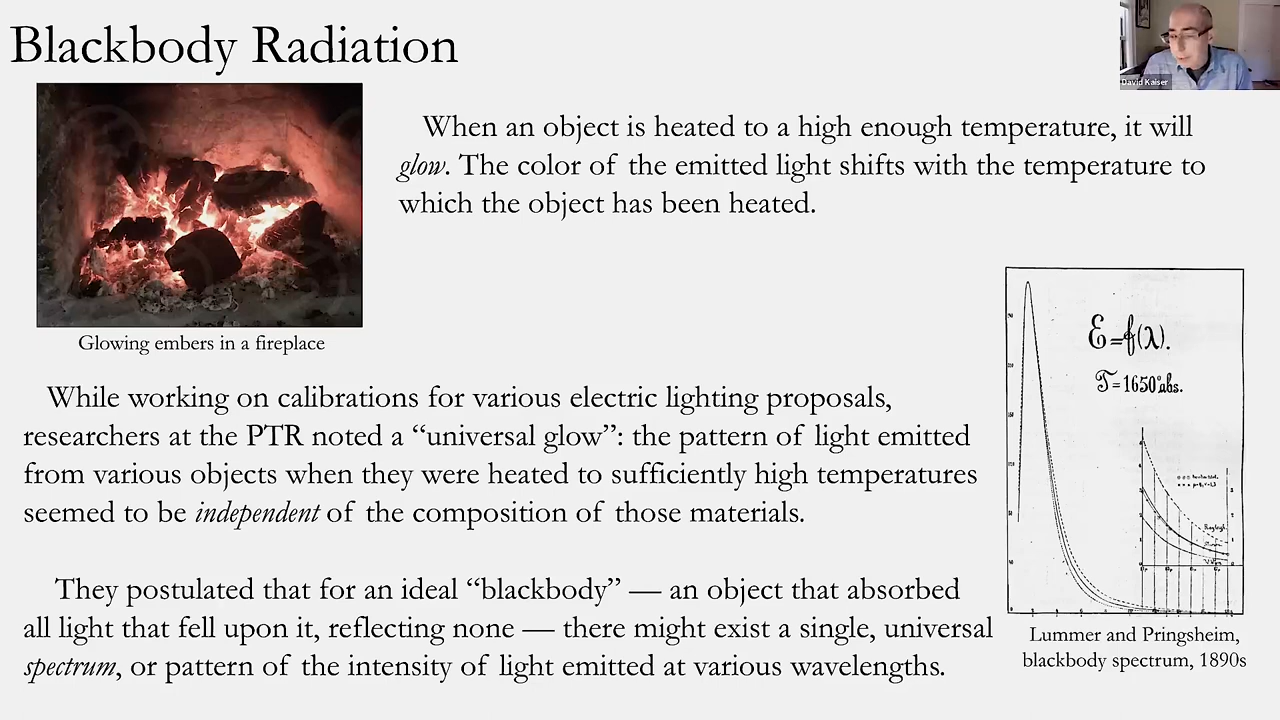 Blackbody Radiation
David Kaiser
When an object is heated to a high enough temperature, it will
glow. The color of the emitted light shifts with the temperature to
which the object has been heated.
Glowing embers in a fireplace
While working on calibrations for various electric lighting proposals,
researchers at the PTR noted a “universal glow”: the pattern of light emitted
from various objects when they were heated to sufficiently high temperatures
seemed to be independent of the composition of those materials.
They postulated that for an ideal “blackbody” — an object that absorbed
all light that fell upon it, reflecting none — there might exist a single, universal
spectrum, or pattern of the intensity of light emitted at various wavelengths.
E=f(λ).
T=1650°abs.
Lummer and Pringsheim,
blackbody spectrum, 1890s